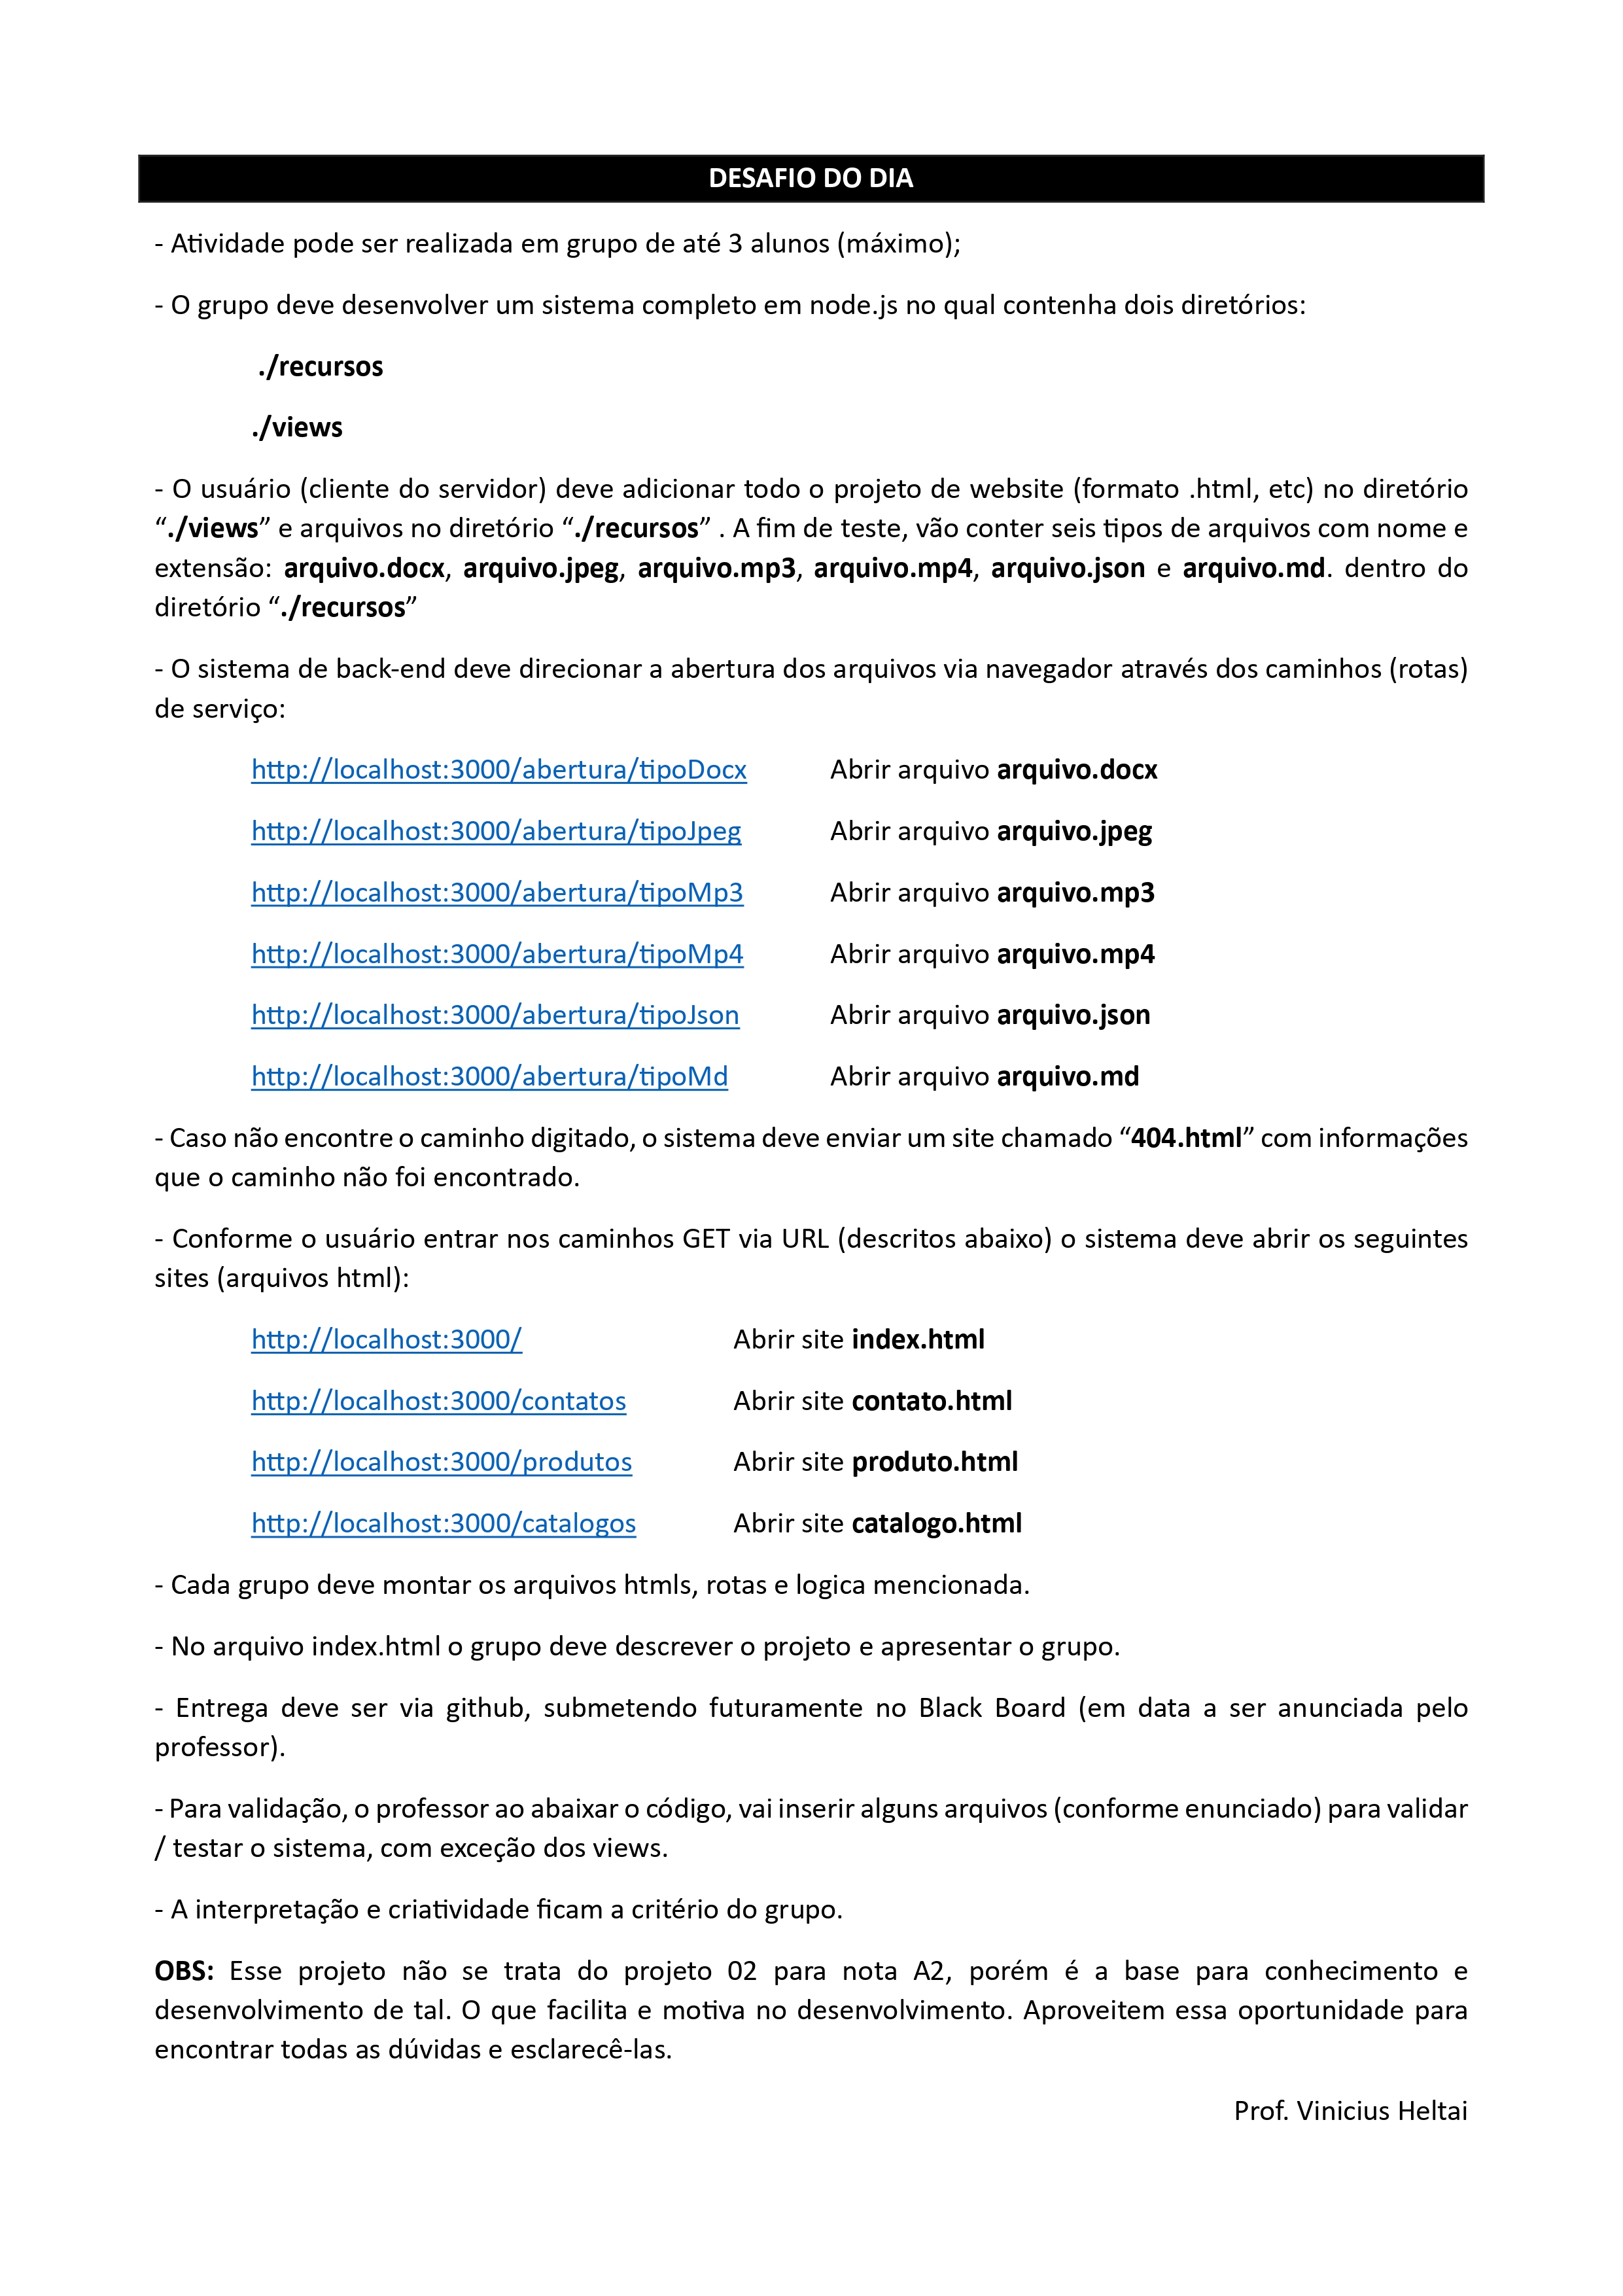 DESAFIO DO DIA
- Atividade pode ser realizada em grupo de até 3 alunos (máximo);
- O grupo deve desenvolver um sistema completo em node.js no qual contenha dois diretórios:
./recursos
./views
- O usuário (cliente do servidor) deve adicionar todo o projeto de website (formato .html, etc) no diretório
“./views” e arquivos no diretório “./recursos” . A fim de teste, vão conter seis tipos de arquivos com nome e
extensão: arquivo.docx, arquivo.jpeg, arquivo.mp3, arquivo.mp4, arquivo.json e arquivo.md. dentro do
diretório “./recursos”
- O sistema de back-end deve direcionar a abertura dos arquivos via navegador através dos caminhos (rotas)
de serviço:
http://localhost:3000/abertura/tipoDocx Abrir arquivo arquivo.docx
http://localhost:3000/abertura/tipoJpeg Abrir arquivo arquivo.jpeg
http://localhost:3000/abertura/tipoMp3 Abrir arquivo arquivo.mp3
http://localhost:3000/abertura/tipoMp4 Abrir arquivo arquivo.mp4
http://localhost:3000/abertura/tipoJson Abrir arquivo arquivo.json
http://localhost:3000/abertura/tipoMd Abrir arquivo arquivo.md
- Caso não encontre o caminho digitado, o sistema deve enviar um site chamado “404.html” com informações
que o caminho não foi encontrado.
- Conforme o usuário entrar nos caminhos GET via URL (descritos abaixo) o sistema deve abrir os seguintes
sites (arquivos html):
http://localhost:3000/ Abrir site index.html
http://localhost:3000/contatos Abrir site contato.html
http://localhost:3000/produtos Abrir site produto.html
http://localhost:3000/catalogos Abrir site catalogo.html
- Cada grupo deve montar os arquivos htmls, rotas e logica mencionada.
- No arquivo index.html o grupo deve descrever o projeto e apresentar o grupo.
- Entrega deve ser via github, submetendo futuramente no Black Board (em data a ser anunciada pelo
professor).
- Para validação, o professor ao abaixar o código, vai inserir alguns arquivos (conforme enunciado) para validar
/ testar o sistema, com exceção dos views.
- A interpretação e criatividade ficam a critério do grupo.
OBS: Esse projeto não se trata do projeto 02 para nota A2, porém é a base para conhecimento e
desenvolvimento de tal. O que facilita e motiva no desenvolvimento. Aproveitem essa oportunidade para
encontrar todas as dúvidas e esclarecê-las.
Prof. Vinicius Heltai